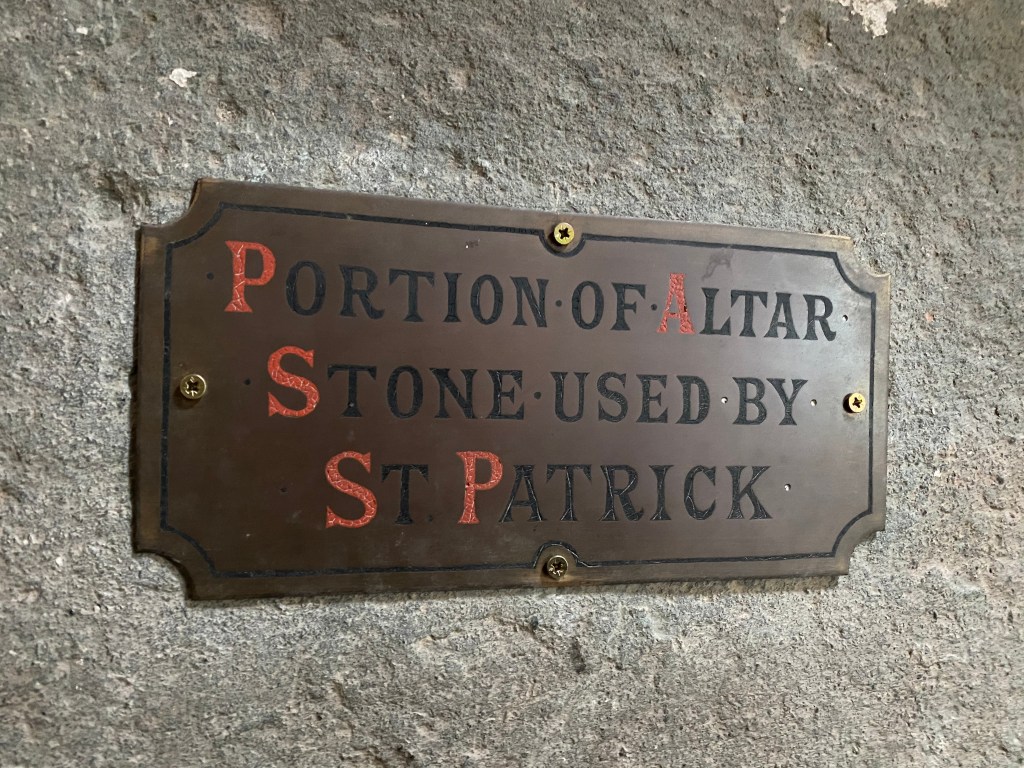 PORTION·OF·ALTAR
STONE·USED·BY
ST. PATRICK